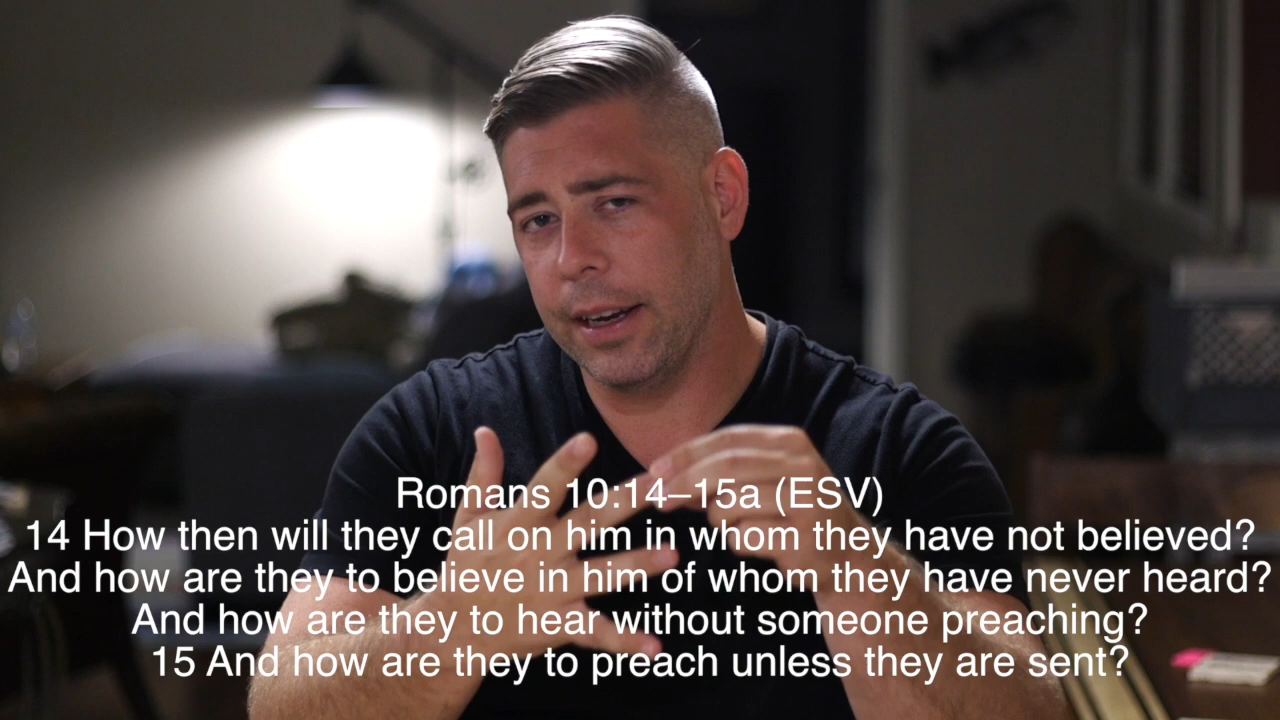 Romans 10:14–15a (ESV)
14 How then will they call on him in whom they have not believed?
And how are they to believe in him of whom they have never heard?
And how are they to hear without someone preaching?
15 And how are they to preach unless they are sent?